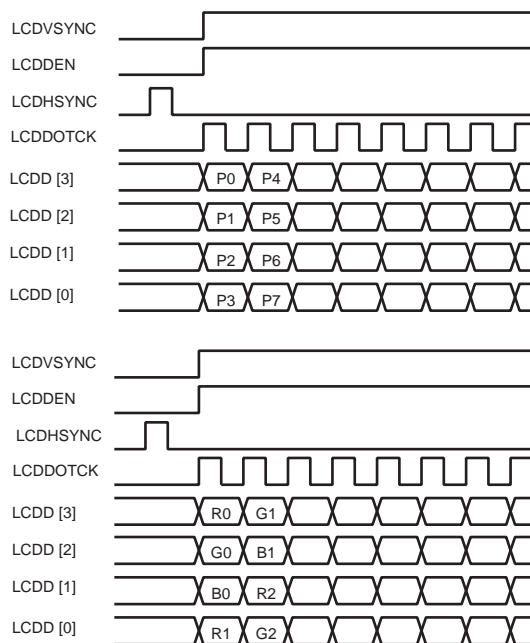 LCDVSYNC
LCDDEN
LCDHSYNC
LCDDOTCK
LCDD [3] P0 P4
LCDD [2] P1 P5
LCDD [1] P2 P6
LCDD [0] P3 P7
LCDVSYNC
LCDDEN
LCDHSYNC
LCDDOTCK
LCDD [3] R0 G1
LCDD [2] G0 B1
LCDD [1] B0 R2
LCDD [0] R1 G2